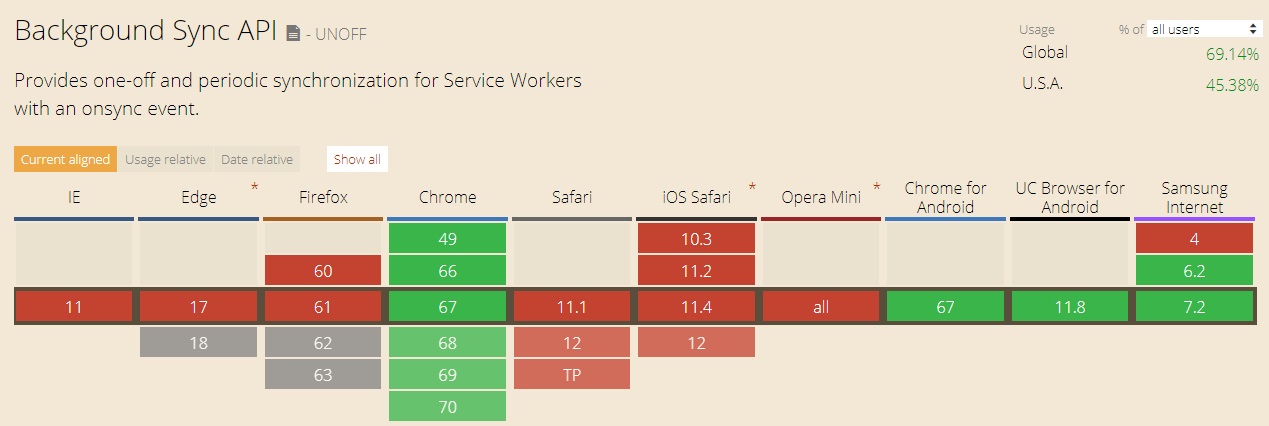 Background Sync API - UNOFF
Usage % of all users
Global 69.14%
U.S.A. 45.38%
Provides one-off and periodic synchronization for Service Workers
with an onsync event.
Current aligned Usage relative Date relative Show all
IE Edge * Firefox Chrome Safari iOS Safari * Opera Mini * Chrome for Android UC Browser for Android Samsung Internet
49 10.3 4
60 66 11.2 6.2
11 17 61 67 11.1 11.4 all 67 11.8 7.2
18 62 68 12 12
63 69 TP
70